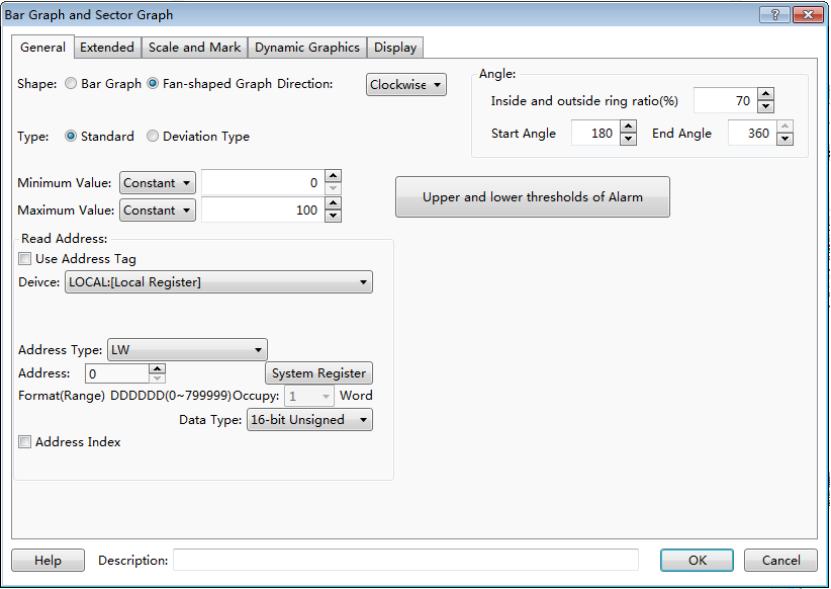 Bar Graph and Sector Graph
General Extended Scale and Mark Dynamic Graphics Display
Shape: Bar Graph Fan-shaped Graph Direction: Clockwise
Angle:
Inside and outside ring ratio(%) 70
Start Angle 180 End Angle 360
Type: Standard Deviation Type
Minimum Value: Constant 0
Maximum Value: Constant 100
Upper and lower thresholds of Alarm
Read Address:
Use Address Tag
Deivce: LOCAL:[Local Register]
Address Type: LW
Address: 0 System Register
Format(Range) DDDDDD(0~799999)Occupy: 1 Word
Data Type: 16-bit Unsigned
Address Index
Help Description: OK Cancel